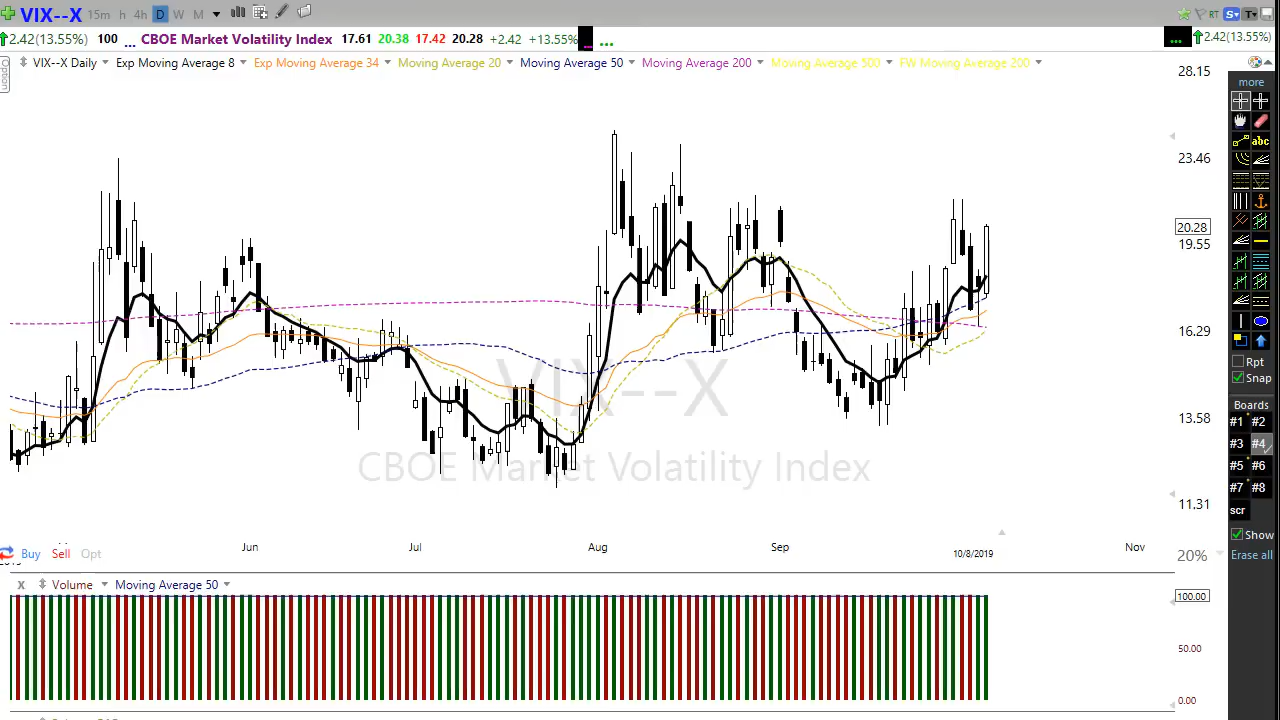 VIX--X 15m h 4h D W M RT S T
2.42(13.55%) 100 ... CBOE Market Volatility Index 17.61 20.38 17.42 20.28 +2.42 +13.55% ... ... ... 2.42(13.55%)
Option
VIX--X Daily Exp Moving Average 8 Exp Moving Average 34 Moving Average 20 Moving Average 50 Moving Average 200 Moving Average 500 FW Moving Average 200
28.15
23.46
20.28
19.55
16.29
13.58
11.31
20%
VIX--X
CBOE Market Volatility Index
Jun Jul Aug Sep 10/8/2019 Nov
Buy Sell Opt
x Volume Moving Average 50
100.00
50.00
0.00
more
abc
Rpt
Snap
Boards
#1 #2
#3 #4
#5 #6
#7 #8
scr
Show
Erase all